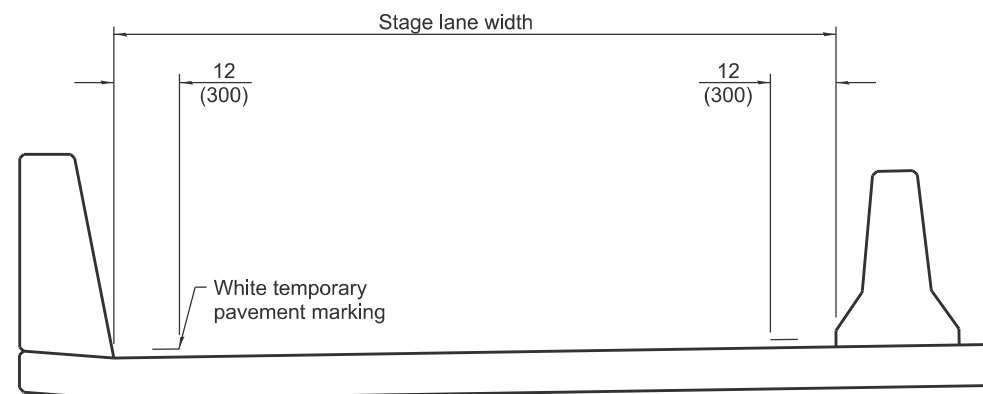 Stage lane width
12
(300)
12
(300)
White temporary
pavement marking